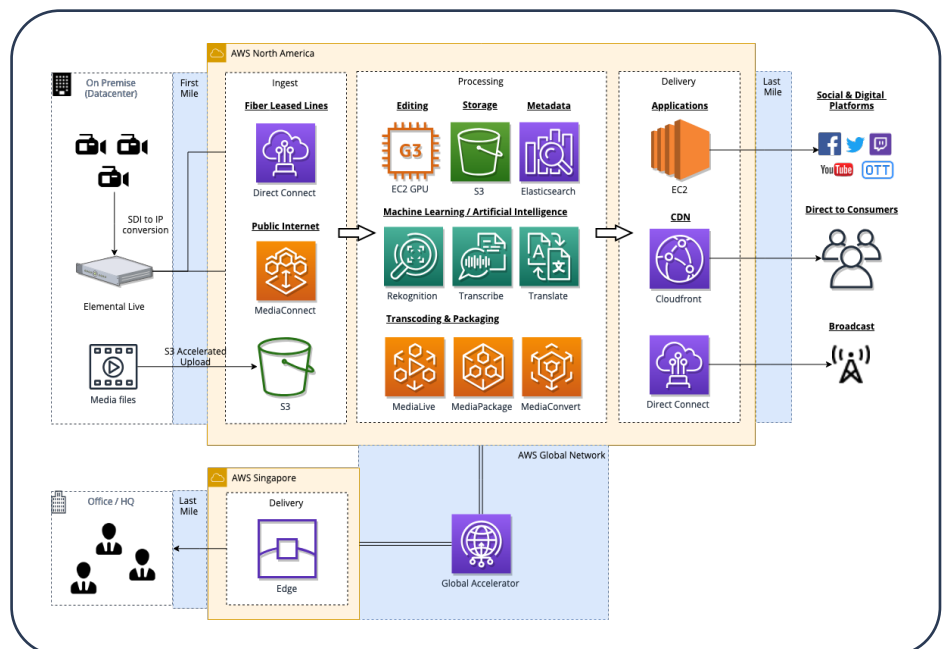 AWS North America
On Premise
(Datacenter)
First
Mile
Ingest
Processing
Delivery
Last
Mile
Social & Digital
Platforms
Fiber Leased Lines
Editing
Storage
Metadata
Applications
G3
YouTube
OTT
Direct Connect
EC2 GPU
S3
Elasticsearch
EC2
SDI to IP
conversion
Public Internet
Machine Learning / Artificial Intelligence
CDN
Direct to Consumers
A
文
Elemental Live
MediaConnect
Rekognition
Transcribe
Translate
Cloudfront
Transcoding & Packaging
Broadcast
S3 Accelerated
Upload
Media files
S3
MediaLive
MediaPackage
MediaConvert
Direct Connect
AWS Global Network
AWS Singapore
Office / HQ
Last
Mile
Delivery
Edge
Global Accelerator